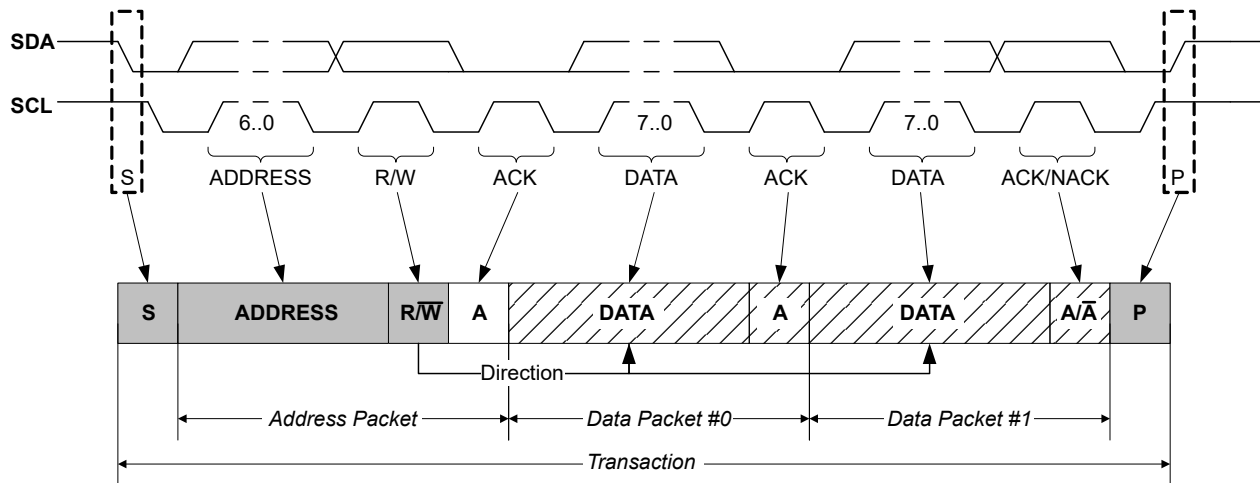 SDA
SCL
6..0 7..0 7..0
S ADDRESS R/W ACK DATA ACK DATA ACK/NACK P
S ADDRESS R/W̅ A DATA A DATA A/A̅ P
Direction
Address Packet Data Packet #0 Data Packet #1
Transaction